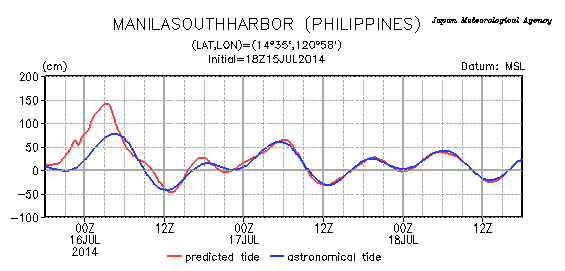 MANILASOUTHHARBOR (PHILIPPINES)
Japan Meteorological Agency
(LAT,LON)=(14°35',120°58')
Initial=18Z15JUL2014
(cm)
Datum: MSL
200
150
100
50
0
−50
−100
00Z 12Z 00Z 12Z 00Z 12Z
16JUL 17JUL 18JUL
2014
predicted tide astronomical tide